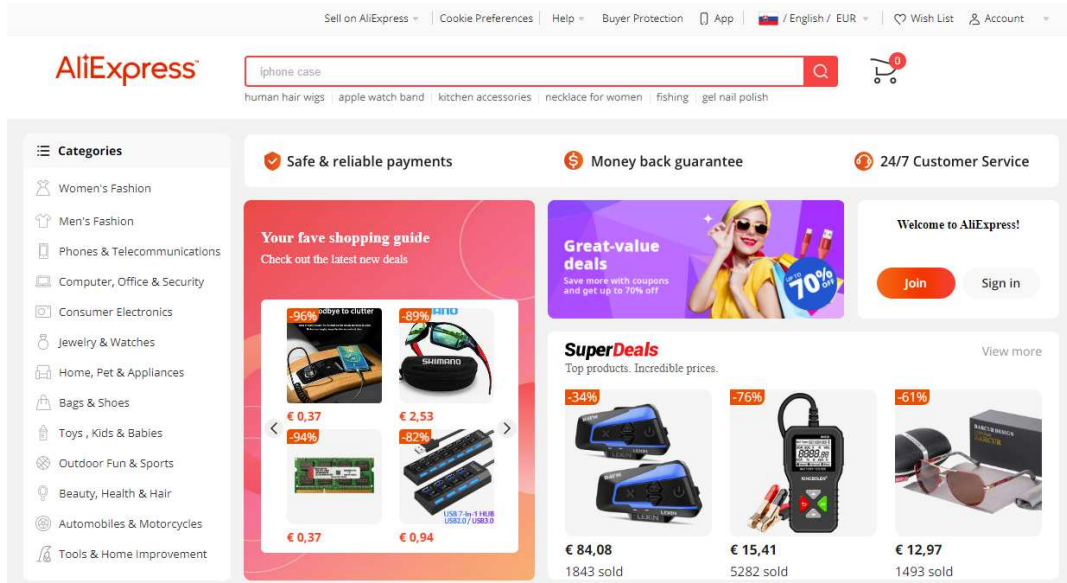 Sell on AliExpress
Cookie Preferences
Help
Buyer Protection
App
/ English / EUR
Wish List
Account
AliExpress
iphone case
0
human hair wigs
apple watch band
kitchen accessories
necklace for women
fishing
gel nail polish
Categories
Women's Fashion
Men's Fashion
Phones & Telecommunications
Computer, Office & Security
Consumer Electronics
Jewelry & Watches
Home, Pet & Appliances
Bags & Shoes
Toys , Kids & Babies
Outdoor Fun & Sports
Beauty, Health & Hair
Automobiles & Motorcycles
Tools & Home Improvement
Safe & reliable payments
Money back guarantee
24/7 Customer Service
Your fave shopping guide
Check out the latest new deals
-96%
odbye to clutter
€ 0,37
-89%
SHIMANO
€ 2,53
-94%
€ 0,37
-82%
USB 7-In-1 HUB
USB2.0 / USB3.0
€ 0,94
Great-value
deals
Save more with coupons
and get up to 70% off
UP TO
70%
OFF
Welcome to AliExpress!
Join
Sign in
SuperDeals
Top products. Incredible prices.
View more
-34%
LEXIN
€ 84,08
1843 sold
-76%
€ 15,41
5282 sold
-61%
BARCUR DESIGN
BARCUR
€ 12,97
1493 sold